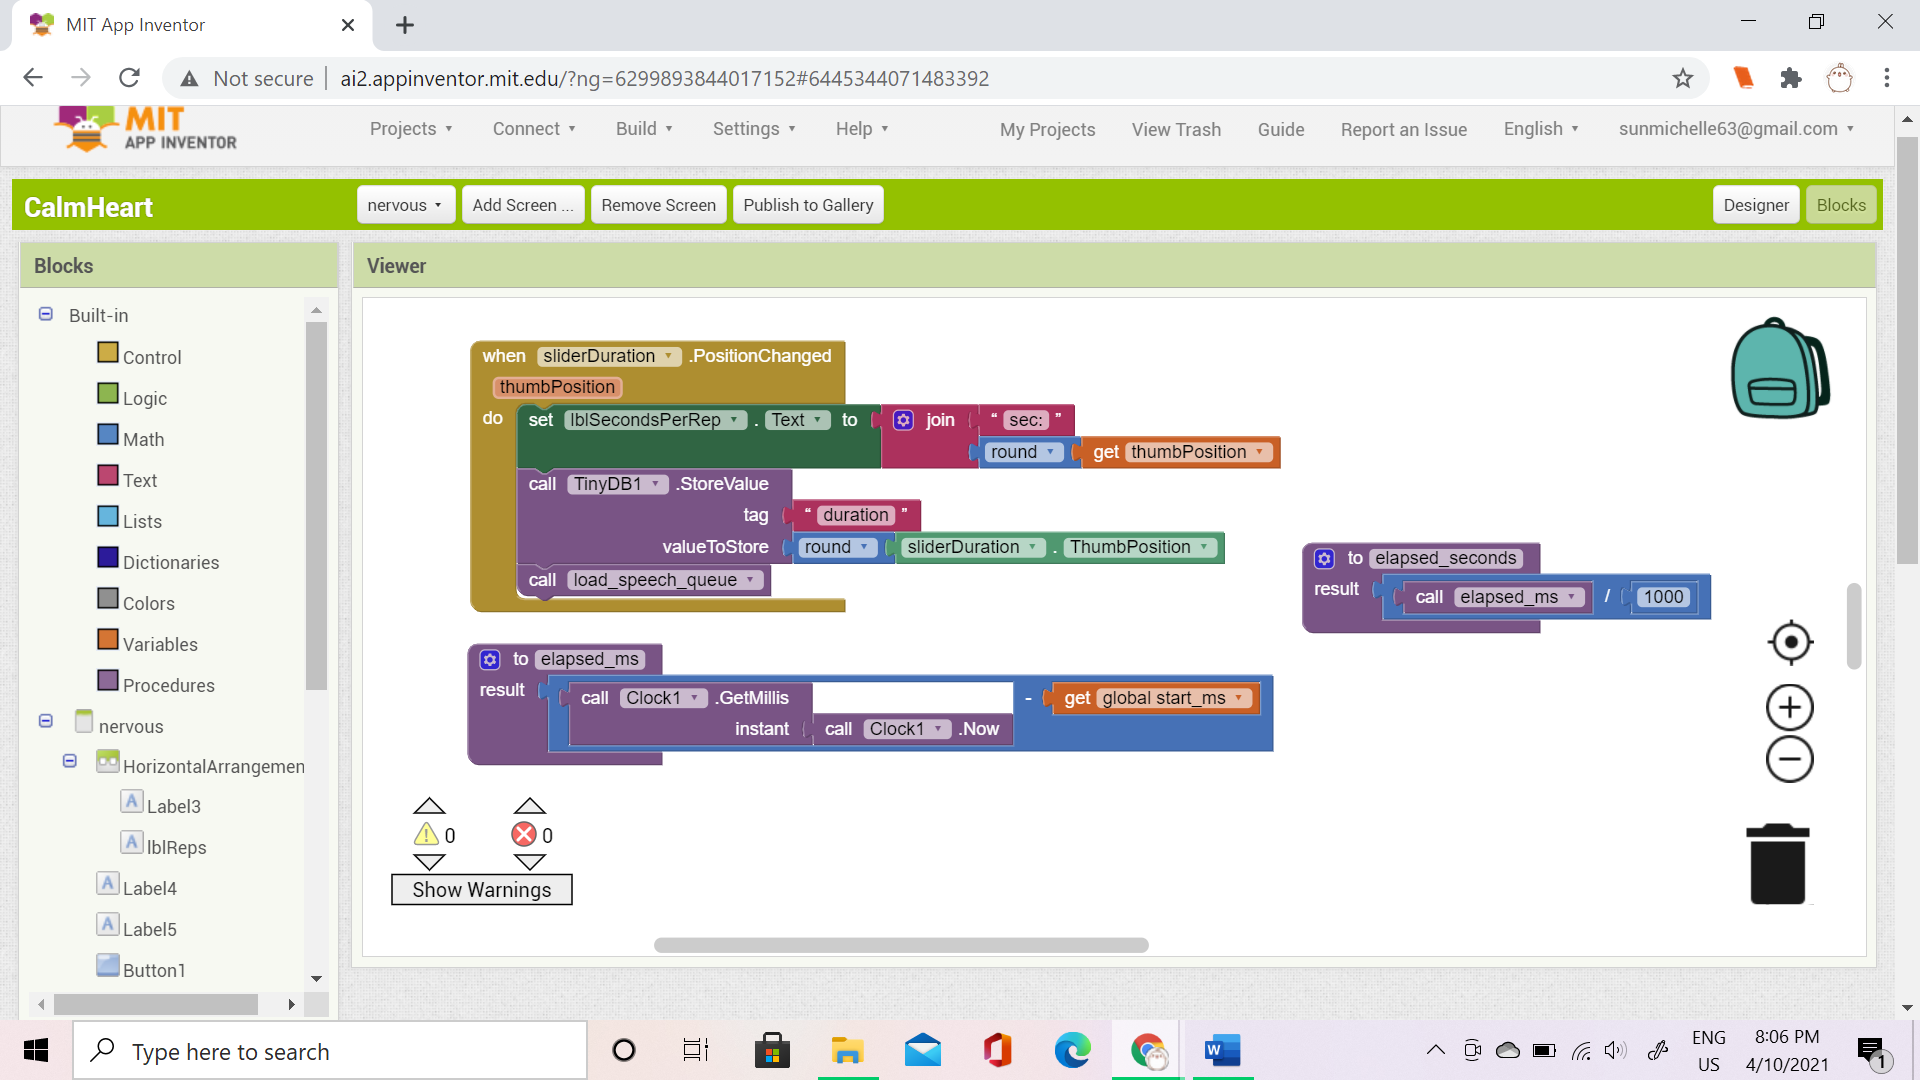 MIT App Inventor
Not secure
ai2.appinventor.mit.edu/?ng=6299893844017152#6445344071483392
MIT
APP INVENTOR
Projects
Connect
Build
Settings
Help
My Projects
View Trash
Guide
Report an Issue
English
sunmichelle63@gmail.com
CalmHeart
nervous
Add Screen ...
Remove Screen
Publish to Gallery
Designer
Blocks
Blocks
Built-in
Control
Logic
Math
Text
Lists
Dictionaries
Colors
Variables
Procedures
nervous
HorizontalArrangemen
Label3
lblReps
Label4
Label5
Button1
Viewer
when sliderDuration .PositionChanged
thumbPosition
do set lblSecondsPerRep . Text to join “ sec: ”
round get thumbPosition
call TinyDB1 .StoreValue
tag “ duration ”
valueToStore round sliderDuration . ThumbPosition
call load_speech_queue
to elapsed_seconds
result call elapsed_ms / 1000
to elapsed_ms
result call Clock1 .GetMillis - get global start_ms
instant call Clock1 .Now
0 0
Show Warnings
Type here to search
W
ENG
US
8:06 PM
4/10/2021
1